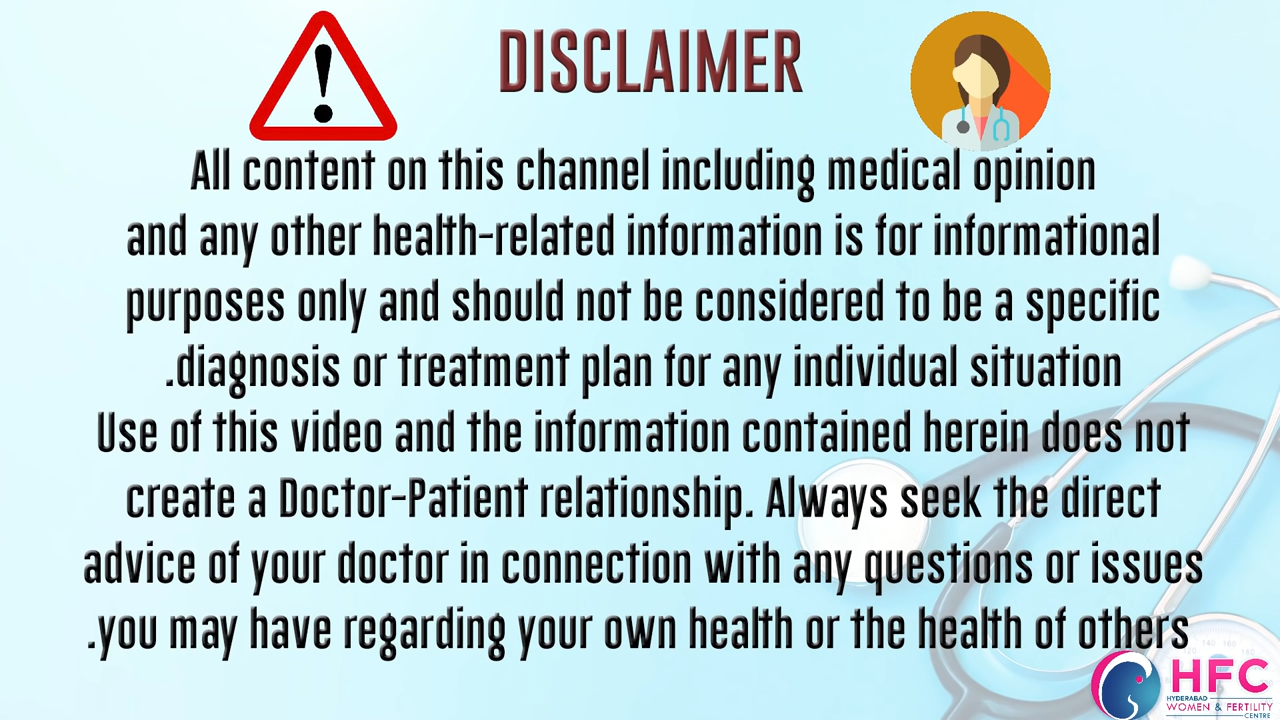 DISCLAIMER
All content on this channel including medical opinion
and any other health-related information is for informational
purposes only and should not be considered to be a specific
.diagnosis or treatment plan for any individual situation
Use of this video and the information contained herein does not
create a Doctor-Patient relationship. Always seek the direct
advice of your doctor in connection with any questions or issues
.you may have regarding your own health or the health of others
HFC
HYDERABAD
WOMEN & FERTILITY
CENTRE